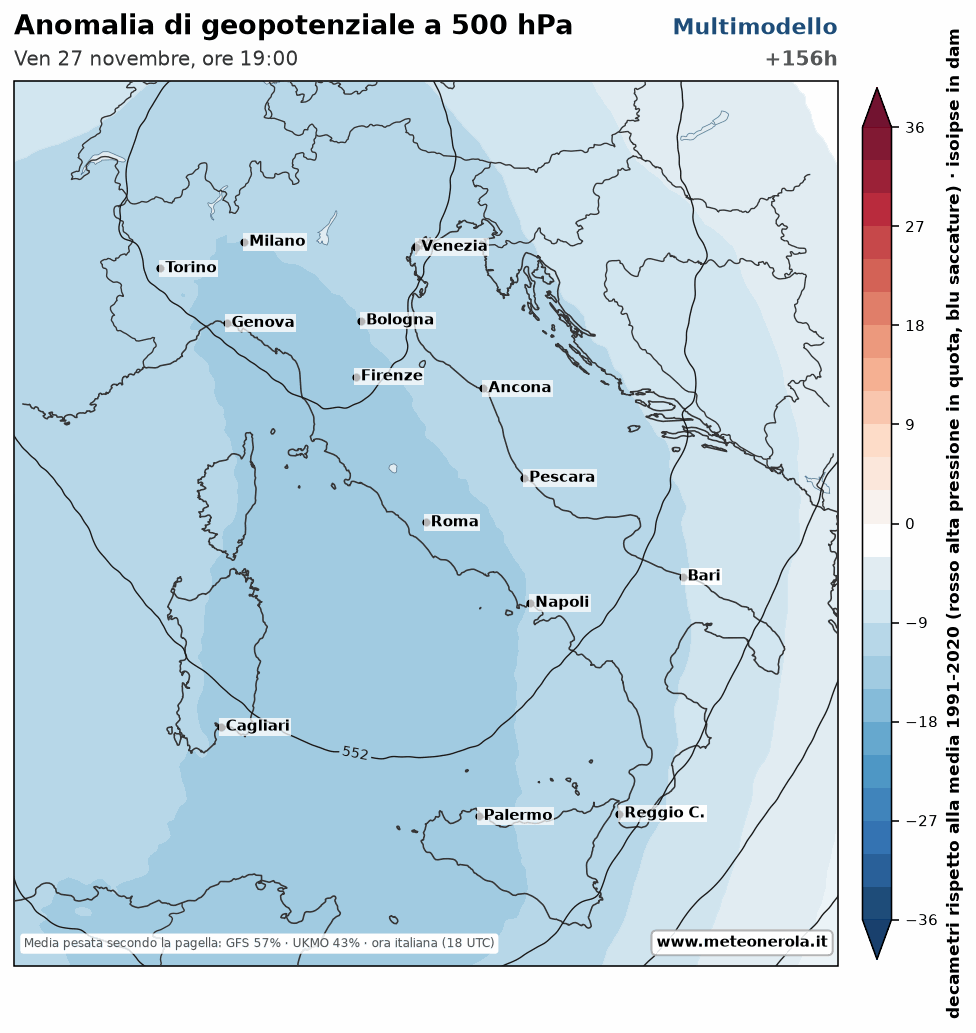 Anomalia di geopotenziale a 500 hPa
Multimodello
Ven 27 novembre, ore 19:00
+156h
Milano
Venezia
Torino
Genova
Bologna
Firenze
Ancona
Pescara
Roma
Bari
Napoli
Cagliari
552
Palermo
Reggio C.
Media pesata secondo la pagella: GFS 57% · UKMO 43% · ora italiana (18 UTC)
www.meteonerola.it
36
27
18
9
0
−9
−18
−27
−36
decametri rispetto alla media 1991-2020 (rosso alta pressione in quota, blu saccature) · isoipse in dam